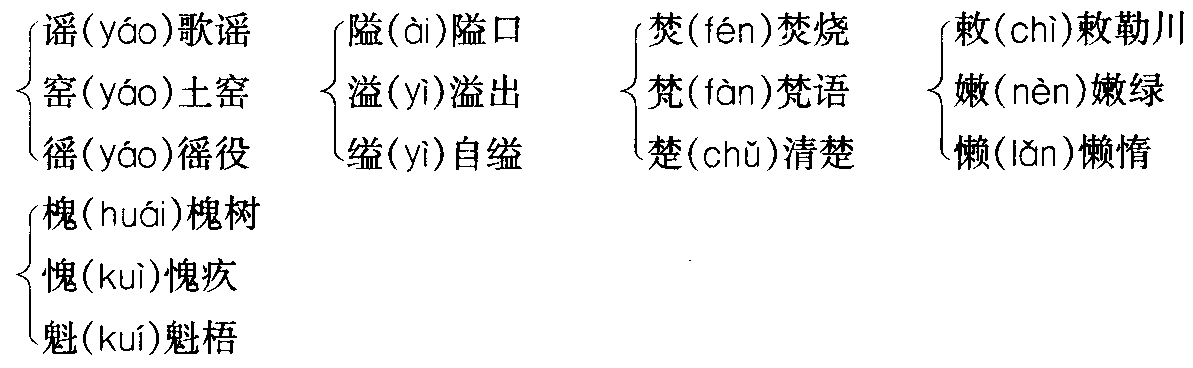 谣(yáo)歌谣 隘(ài)隘口 焚(fén)焚烧 敕(chì)敕勒川
窑(yáo)土窑 溢(yì)溢出 梵(fàn)梵语 嫩(nèn)嫩绿
徭(yáo)徭役 缢(yì)自缢 楚(chǔ)清楚 懒(lǎn)懒惰
槐(huái)槐树
愧(kuì)愧疚
魁(kuí)魁梧